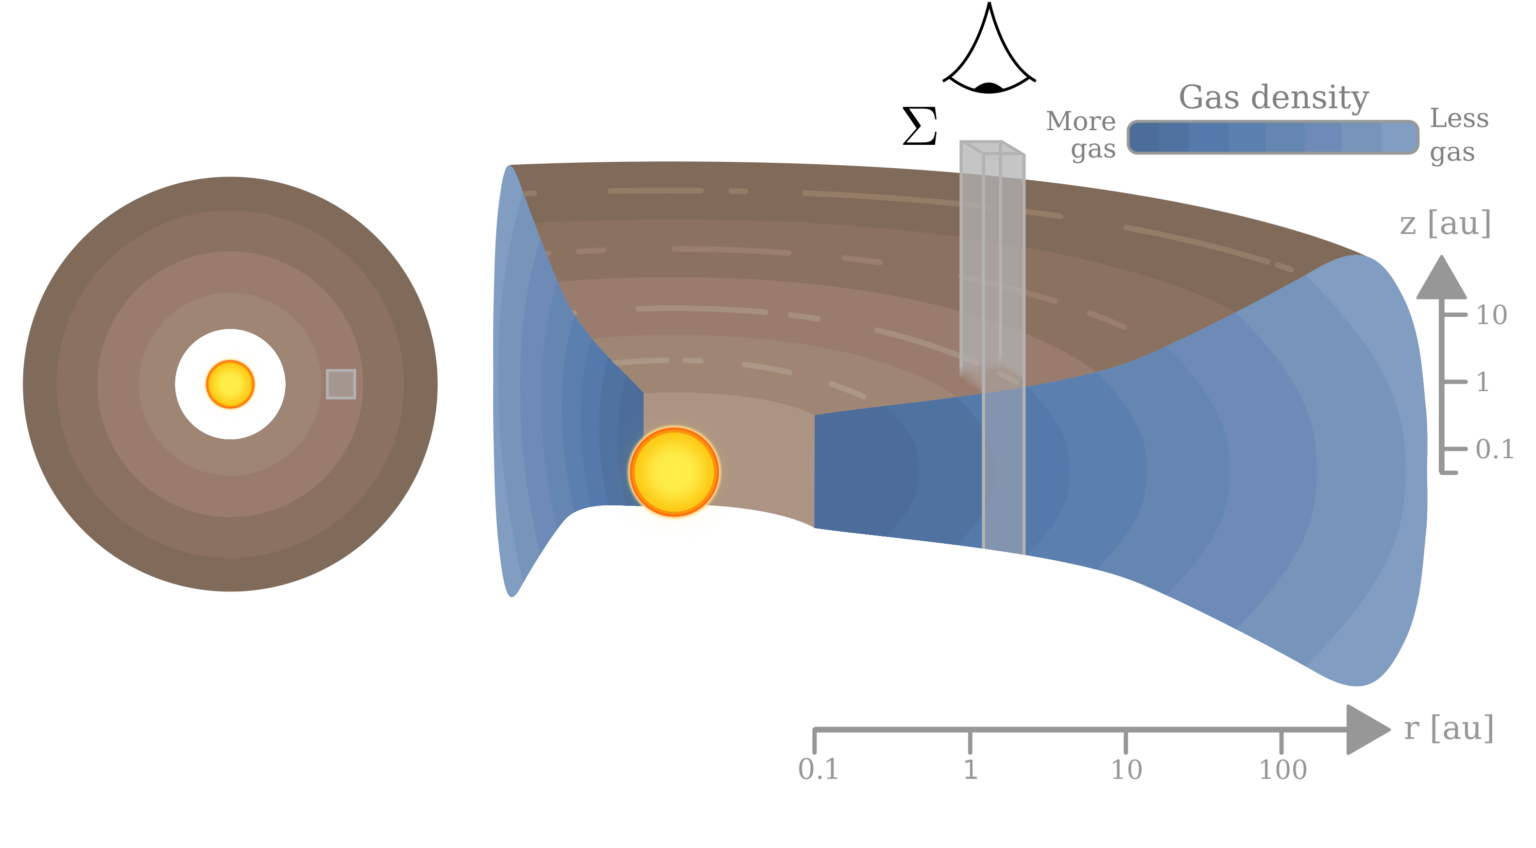 Σ
Gas density
More
gas
Less
gas
z [au]
10
1
0.1
r [au]
0.1
1
10
100